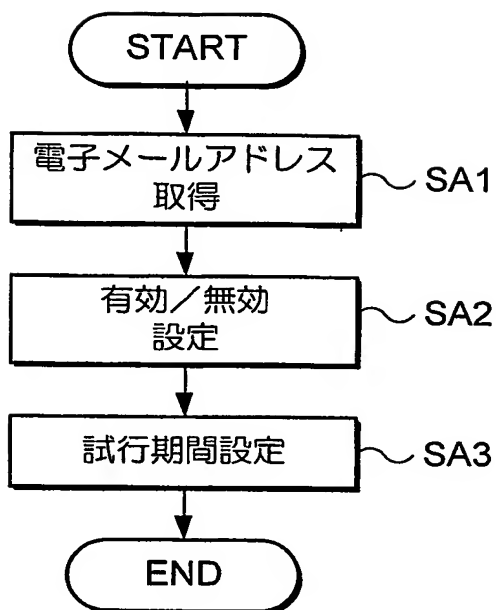 START
電子メールアドレス
取得
SA1
有効／無効
設定
SA2
試行期間設定
SA3
END